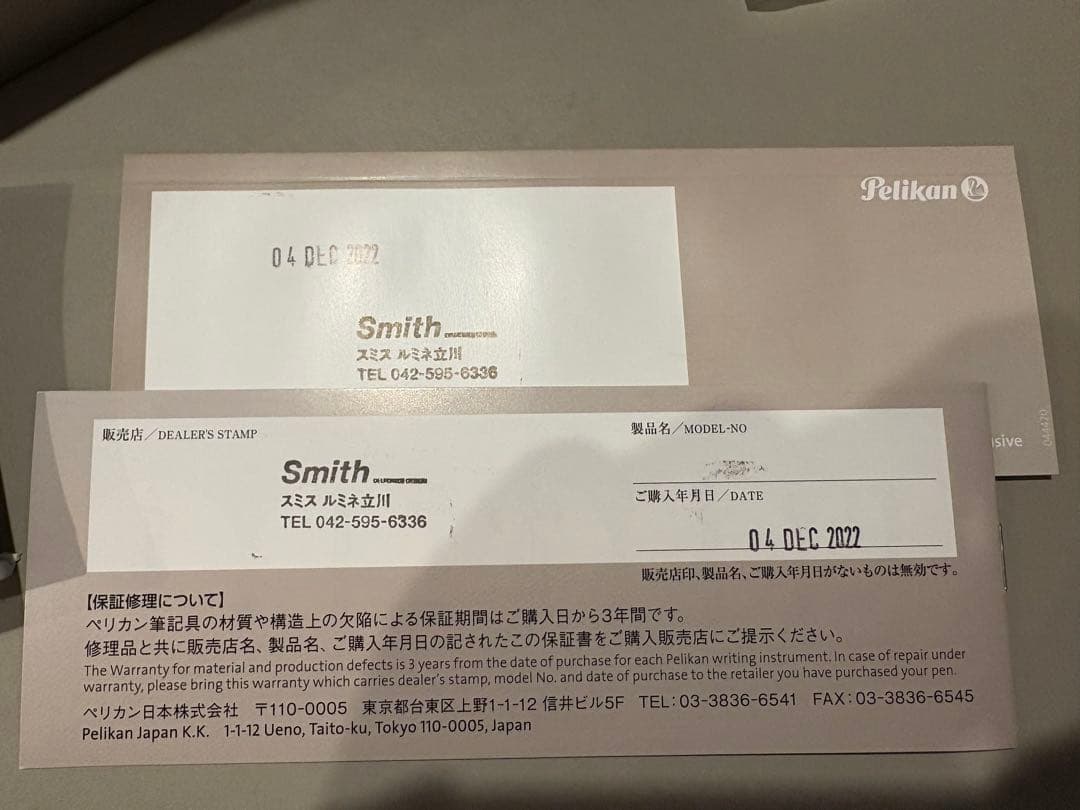 Pelikan
04 DEC 2022
Smith
スミス ルミネ立川
TEL 042-595-6336
sive
044420
販売店/DEALER'S STAMP
Smith
スミス ルミネ立川
TEL 042-595-6336
製品名/MODEL-NO
ご購入年月日/DATE
04 DEC 2022
販売店印、製品名、ご購入年月日がないものは無効です。
【保証修理について】
ペリカン筆記具の材質や構造上の欠陥による保証期間はご購入日から3年間です。
修理品と共に販売店名、製品名、ご購入年月日の記されたこの保証書をご購入販売店にご提示ください。
The Warranty for material and production defects is 3 years from the date of purchase for each Pelikan writing instrument. In case of repair under
warranty, please bring this warranty which carries dealer's stamp, model No. and date of purchase to the retailer you have purchased your pen.
ペリカン日本株式会社 〒110-0005 東京都台東区上野1-1-12 信井ビル5F TEL:03-3836-6541 FAX:03-3836-6545
Pelikan Japan K.K. 1-1-12 Ueno, Taito-ku, Tokyo 110-0005, Japan